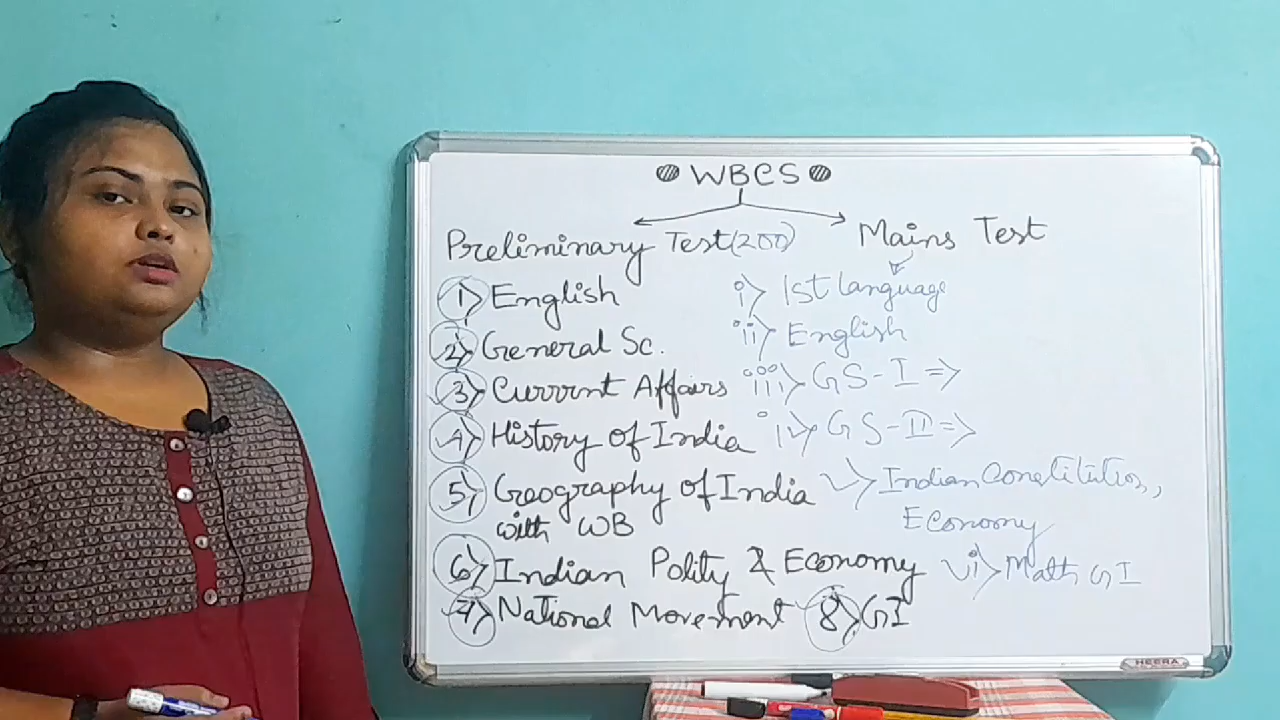 WBCS
Preliminary Test(200)
1) English
2) General Sc.
3) Current Affairs
4) History of India
5) Geography of India
with WB
6) Indian Polity & Economy
7) National Movement 8) GI
Mains Test
i) 1st language
ii) English
iii) GS-I =>
iv) GS-II =>
v) Indian Constitution,
Economy
vi) Math, GI
HEERA